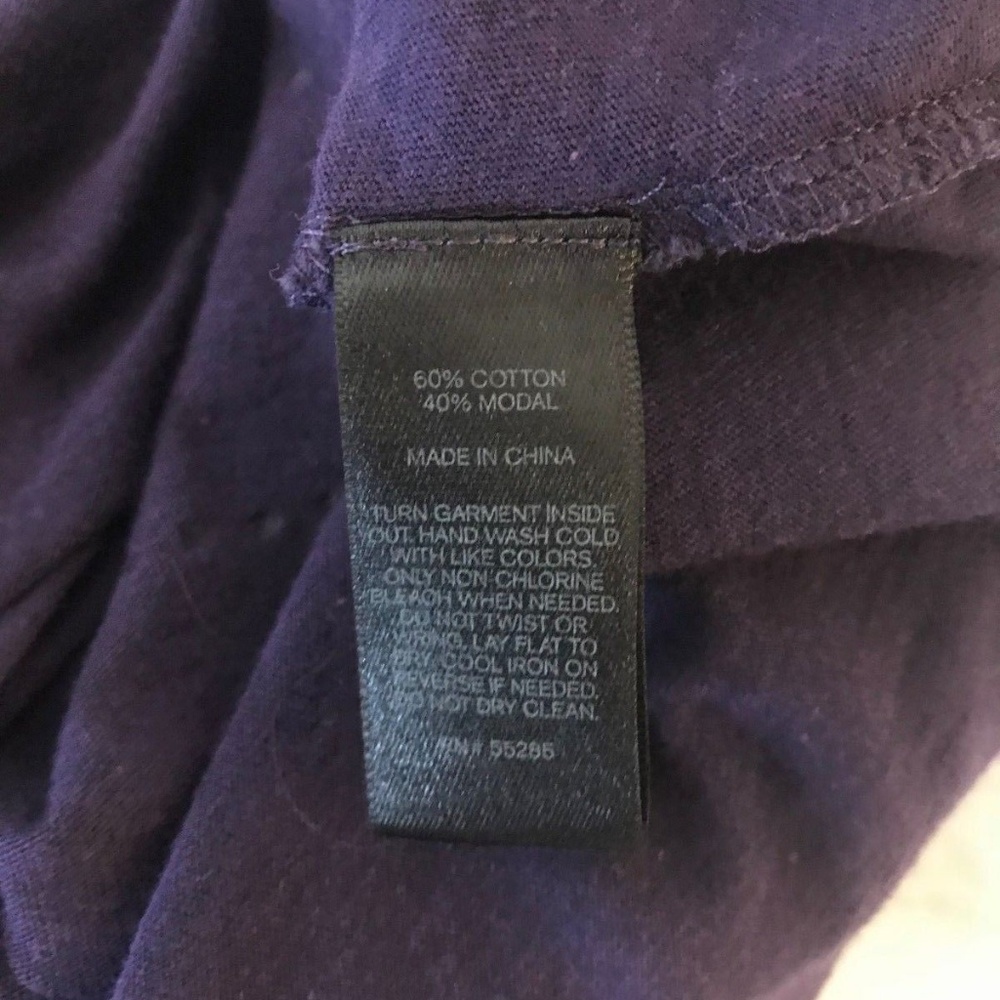 60% COTTON
40% MODAL
MADE IN CHINA
TURN GARMENT INSIDE
OUT. HAND WASH COLD
WITH LIKE COLORS.
ONLY NON-CHLORINE
BLEACH WHEN NEEDED.
DO NOT TWIST OR
WRING, LAY FLAT TO
DRY. COOL IRON ON
REVERSE IF NEEDED.
DO NOT DRY CLEAN.
RN# 55285